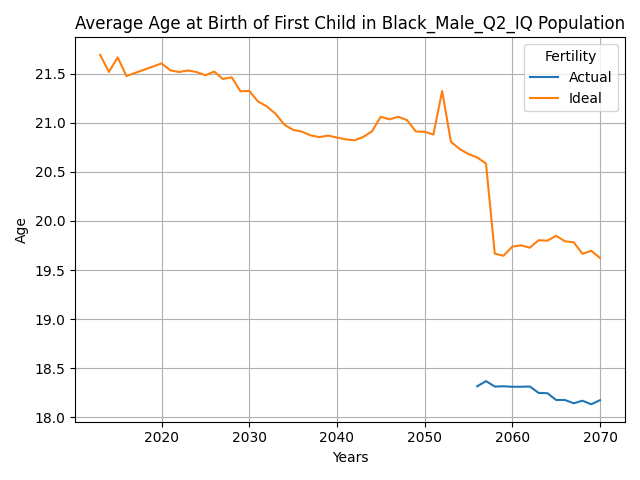 Average Age at Birth of First Child in Black_Male_Q2_IQ Population
Fertility
Actual
Ideal
21.5
21.0
20.5
20.0
19.5
19.0
18.5
18.0
Age
2020 2030 2040 2050 2060 2070
Years